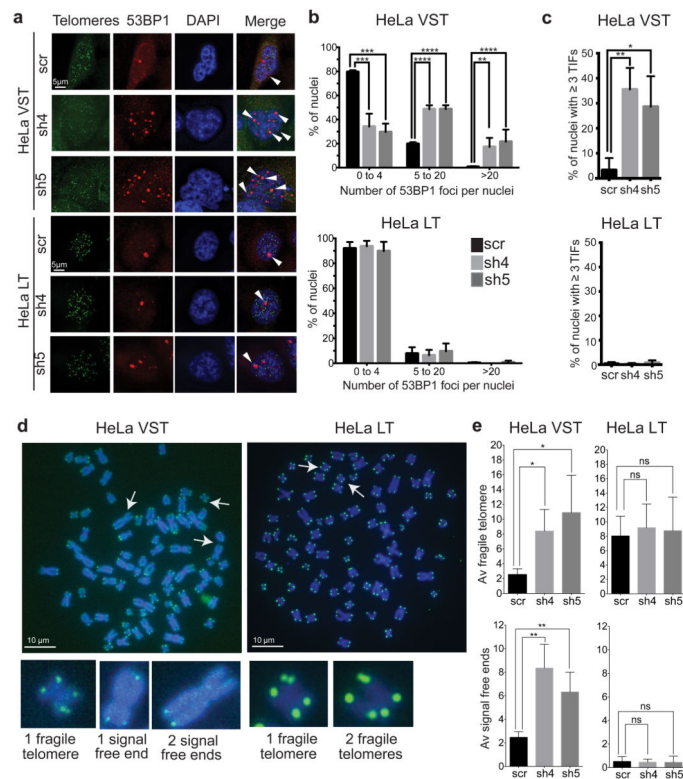 a
Telomeres 53BP1 DAPI Merge
HeLa VST
scr
5µm
sh4
sh5
HeLa LT
scr
5µm
sh4
sh5
b
HeLa VST
% of nuclei
100
80
60
40
20
0
*** **** ****
*** **** **
0 to 4 5 to 20 >20
Number of 53BP1 foci per nuclei
HeLa LT
% of nuclei
100
80
60
40
20
0
scr
sh4
sh5
0 to 4 5 to 20 >20
Number of 53BP1 foci per nuclei
c
HeLa VST
% of nuclei with ≥ 3 TIFs
50
40
30
20
10
0
*
**
scr sh4 sh5
HeLa LT
% of nuclei with ≥ 3 TIFs
50
40
30
20
10
0
scr sh4 sh5
d
HeLa VST HeLa LT
10 µm 10 µm
1 fragile telomere
1 signal free end
2 signal free ends
1 fragile telomere
2 fragile telomeres
e
HeLa VST HeLa LT
Av fragile telomere
20
18
16
14
12
10
8
6
4
2
0
*
*
scr sh4 sh5
20
18
16
14
12
10
8
6
4
2
0
ns
ns
scr sh4 sh5
Av signal free ends
12
10
8
6
4
2
0
**
**
scr sh4 sh5
12
10
8
6
4
2
0
ns
ns
scr sh4 sh5